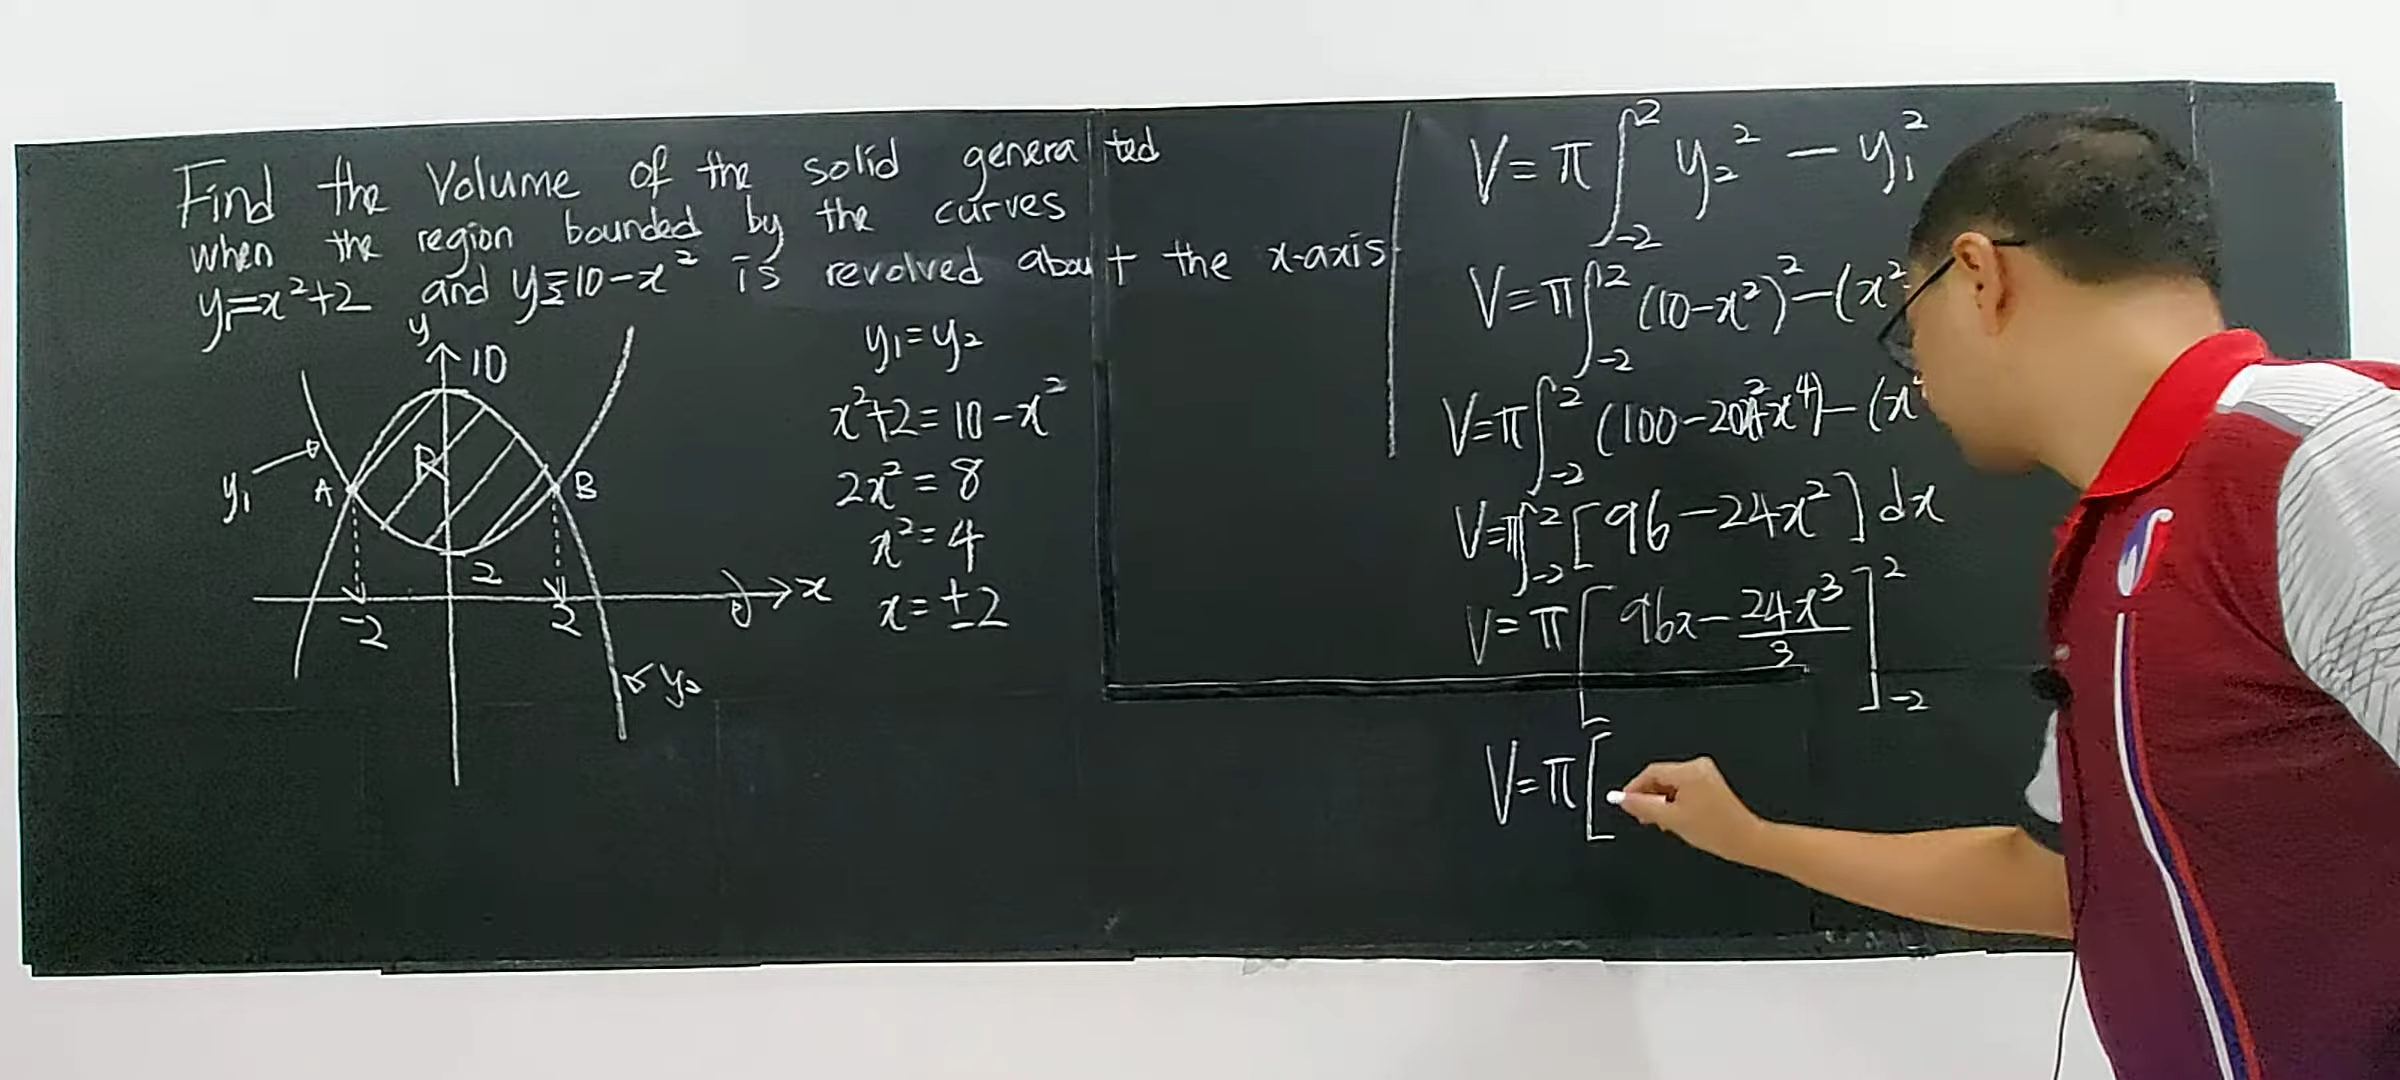 Find the Volume of the solid generated
when the region bounded by the curves
y₁=x²+2 and y₂=10-x² is revolved about the x-axis
y
10
y₁
R
A
B
2
x
-2
2
y₂
y₁=y₂
x²+2=10-x²
2x²=8
x²=4
x=±2
V=π∫₋₂² y₂²-y₁²
V=π∫₋₂² (10-x²)²-(x²
V=π∫₋₂² (100-20x²+x⁴)-(x
V=π∫₋₂² [96-24x²]dx
V=π[96x-24x³/3]₋₂²
V=π[